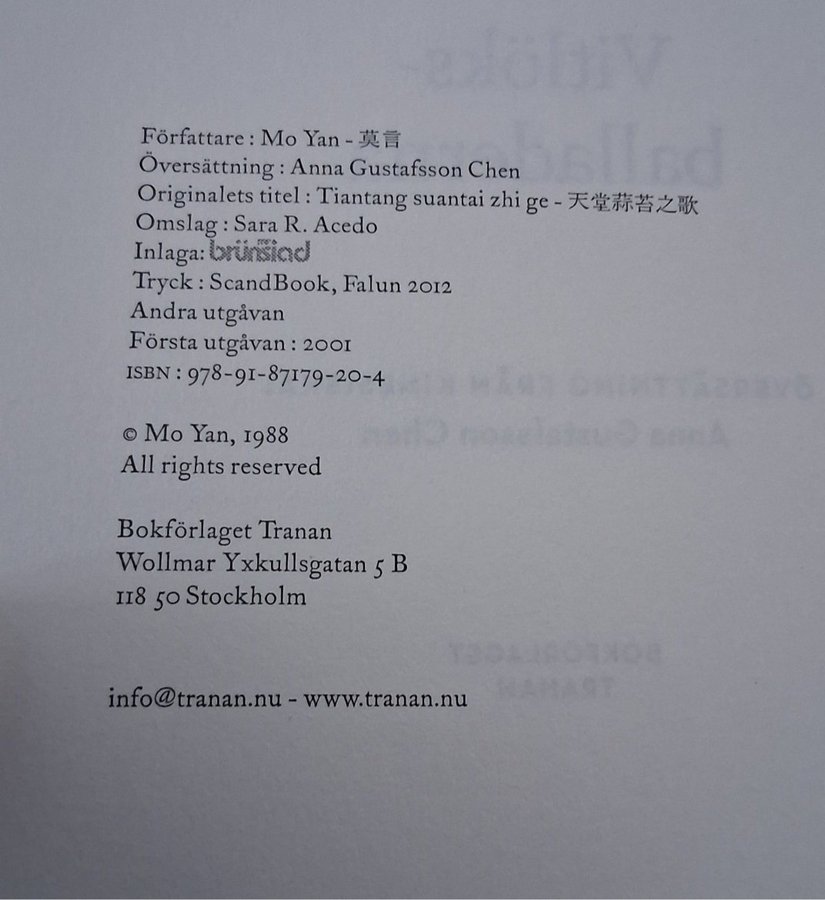 Författare : Mo Yan - 莫言
Översättning : Anna Gustafsson Chen
Originalets titel : Tiantang suantai zhi ge - 天堂蒜苔之歌
Omslag : Sara R. Acedo
Inlaga: brünsiad
Tryck : ScandBook, Falun 2012
Andra utgåvan
Första utgåvan : 2001
ISBN : 978-91-87179-20-4
© Mo Yan, 1988
All rights reserved
Bokförlaget Tranan
Wollmar Yxkullsgatan 5 B
118 50 Stockholm
info@tranan.nu - www.tranan.nu